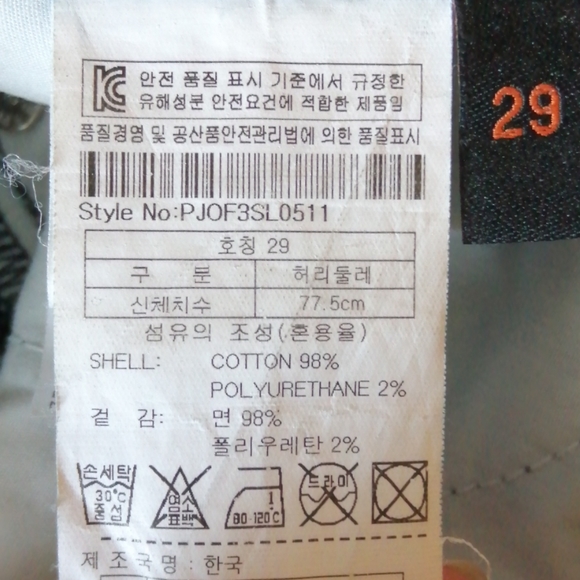 안전 품질 표시 기준에서 규정한
유해성분 안전요건에 적합한 제품임
품질경영 및 공산품안전관리법에 의한 품질표시
Style No:PJOF3SL0511
호칭 29
구 분 허리둘레
신체치수 77.5cm
섬유의 조성(혼용율)
SHELL: COTTON 98%
POLYURETHANE 2%
겉 감: 면 98%
폴리우레탄 2%
손세탁 30°C 중성
염소 표백
1 80-120°C
드라이
제 조국명 : 한국
29